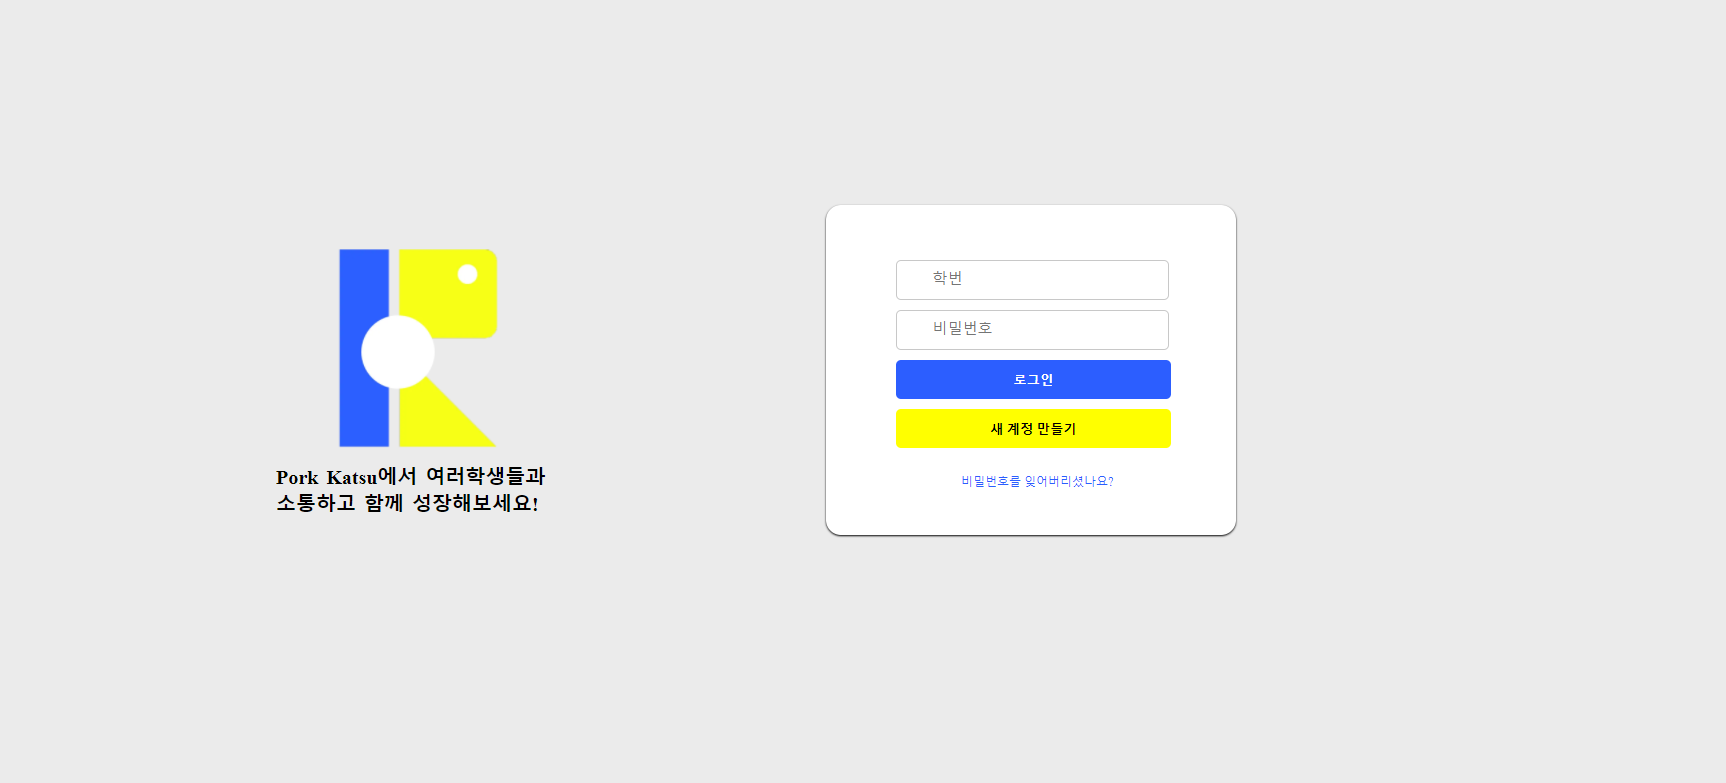 Pork Katsu에서 여러학생들과
소통하고 함께 성장해보세요!
학번
비밀번호
로그인
새 계정 만들기
비밀번호를 잊어버리셨나요?